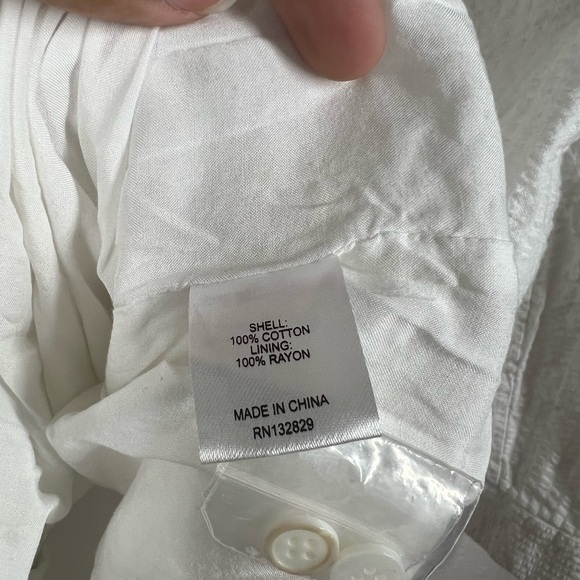 SHELL:
100% COTTON
LINING:
100% RAYON
MADE IN CHINA
RN132829